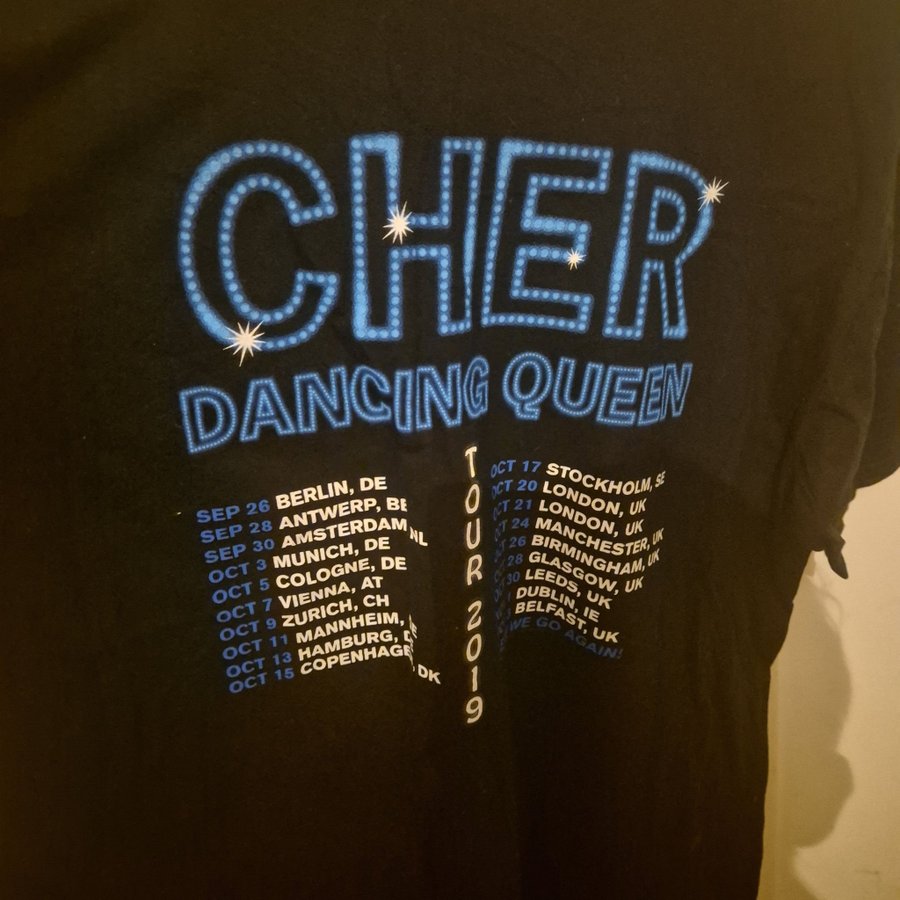 CHER
DANCING QUEEN
TOUR 2019
SEP 26 BERLIN, DE
SEP 28 ANTWERP, BE
SEP 30 AMSTERDAM, NL
OCT 3 MUNICH, DE
OCT 5 COLOGNE, DE
OCT 7 VIENNA, AT
OCT 9 ZURICH, CH
OCT 11 MANNHEIM,
OCT 13 HAMBURG,
OCT 15 COPENHAGEN, DK
OCT 17 STOCKHOLM, SE
OCT 20 LONDON, UK
OCT 21 LONDON, UK
OCT 24 MANCHESTER, UK
26 BIRMINGHAM, UK
28 GLASGOW, UK
30 LEEDS, UK
DUBLIN, IE
BELFAST, UK
WE GO AGAIN!